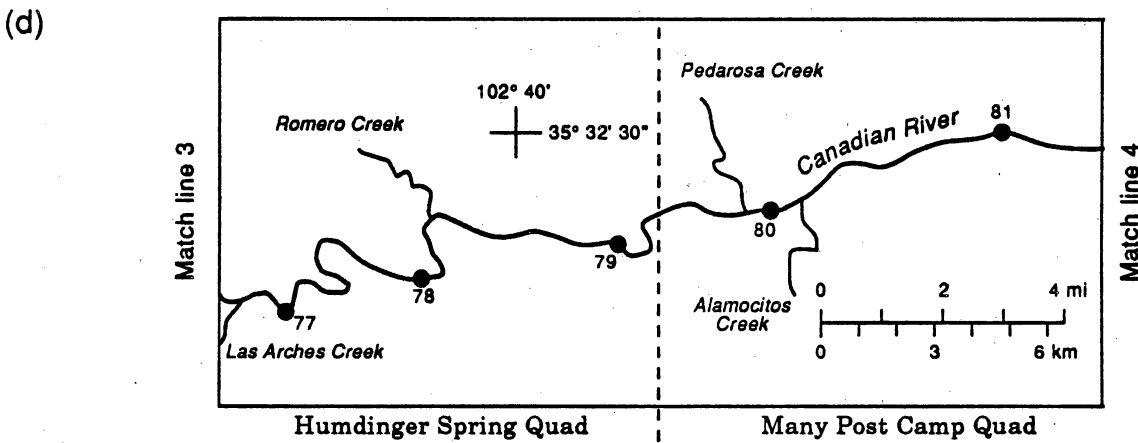 (d)
Match line 3
Romero Creek
102° 40'
35° 32' 30"
Pedarosa Creek
Canadian River
81
80
79
78
77
Las Arches Creek
Alamocitos
Creek
0 2 4 mi
0 3 6 km
Match line 4
Humdinger Spring Quad
Many Post Camp Quad